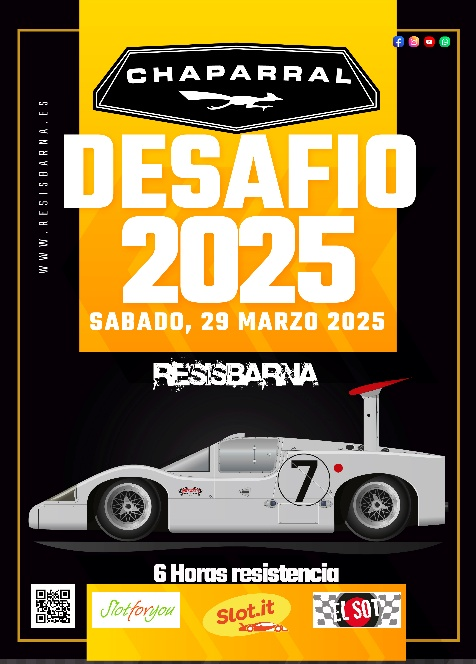 CHAPARRAL
DESAFIO
2025
SABADO, 29 MARZO 2025
WWW.RESISBARNA.ES
RESISBARNA
7
6 Horas resistencia
Slotforyou
Slot.it
EL SOT